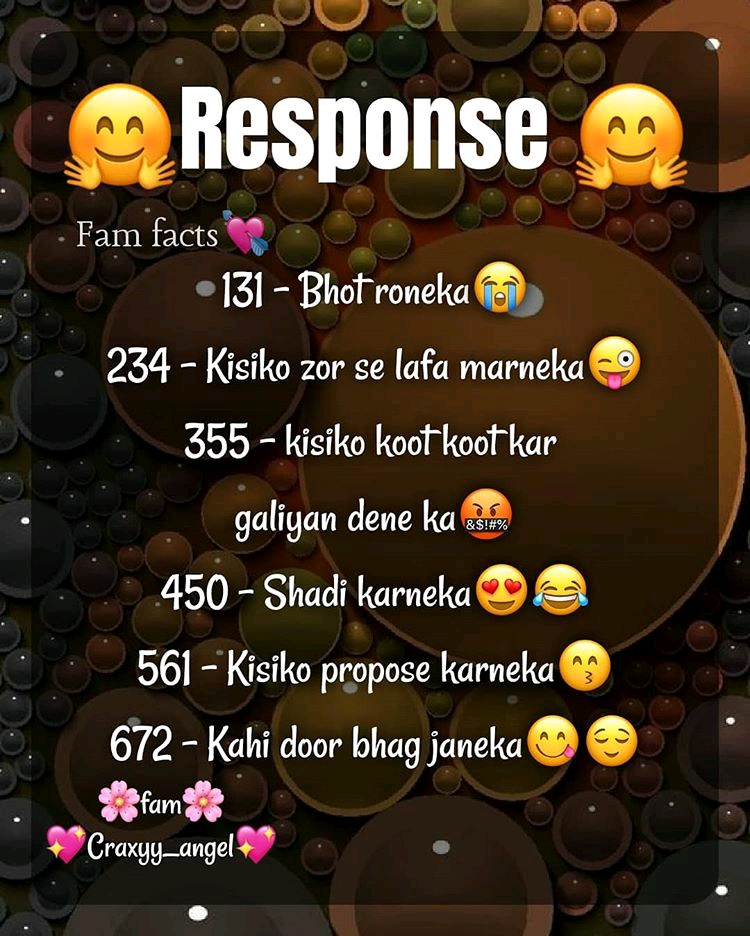 🤗Response🤗
Fam facts💘
131 - Bhot roneka😭
234 - Kisiko zor se lafa marneka😜
355 - kisiko koot koot kar
galiyan dene ka🤬
450 - Shadi karneka😍😂
561 - Kisiko propose karneka😙
672 - Kahi door bhag janeka😋😌
🌸fam🌸
💖Craxyy_angel💖